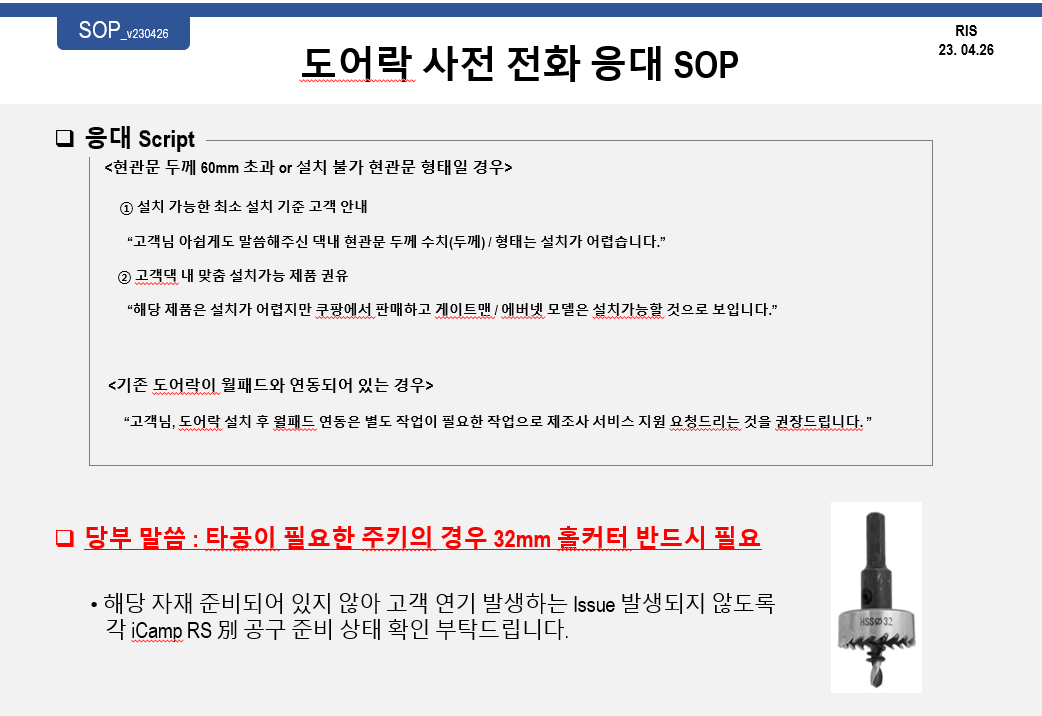 SOP_v230426
RIS
23. 04.26
도어락 사전 전화 응대 SOP
❑ 응대 Script
<현관문 두께 60mm 초과 or 설치 불가 현관문 형태일 경우>
① 설치 가능한 최소 설치 기준 고객 안내
“고객님 아쉽게도 말씀해주신 댁내 현관문 두께 수치(두께) / 형태는 설치가 어렵습니다.”
② 고객댁 내 맞춤 설치가능 제품 권유
“해당 제품은 설치가 어렵지만 쿠팡에서 판매하고 게이트맨 / 에버넷 모델은 설치가능할 것으로 보입니다.”
<기존 도어락이 월패드와 연동되어 있는 경우>
“고객님, 도어락 설치 후 월패드 연동은 별도 작업이 필요한 작업으로 제조사 서비스 지원 요청드리는 것을 권장드립니다. ”
❑ 당부 말씀 : 타공이 필요한 주키의 경우 32mm 홀커터 반드시 필요
• 해당 자재 준비되어 있지 않아 고객 연기 발생하는 Issue 발생되지 않도록
각 iCamp RS 別 공구 준비 상태 확인 부탁드립니다.
HSSØ32